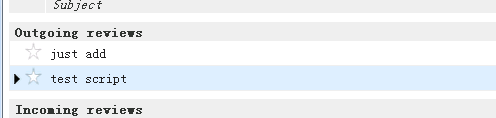 Subject
Outgoing reviews
just add
test script
Incoming reviews